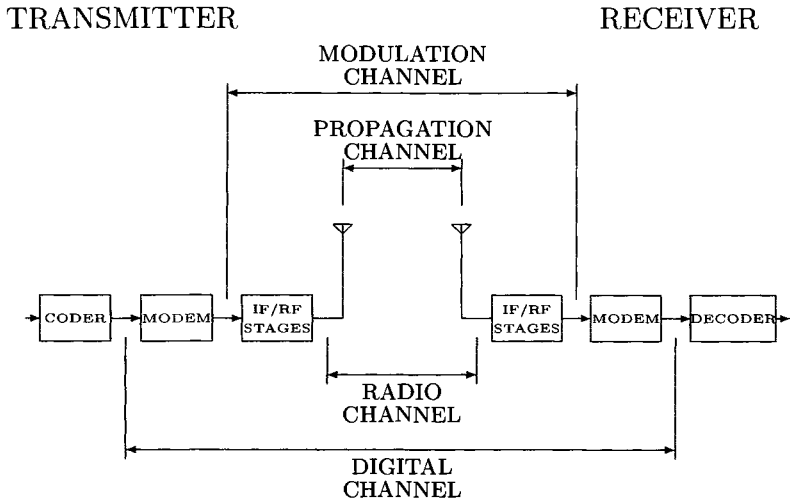 TRANSMITTER
RECEIVER
MODULATION
CHANNEL
PROPAGATION
CHANNEL
CODER
MODEM
IF/RF
STAGES
IF/RF
STAGES
MODEM
DECODER
RADIO
CHANNEL
DIGITAL
CHANNEL